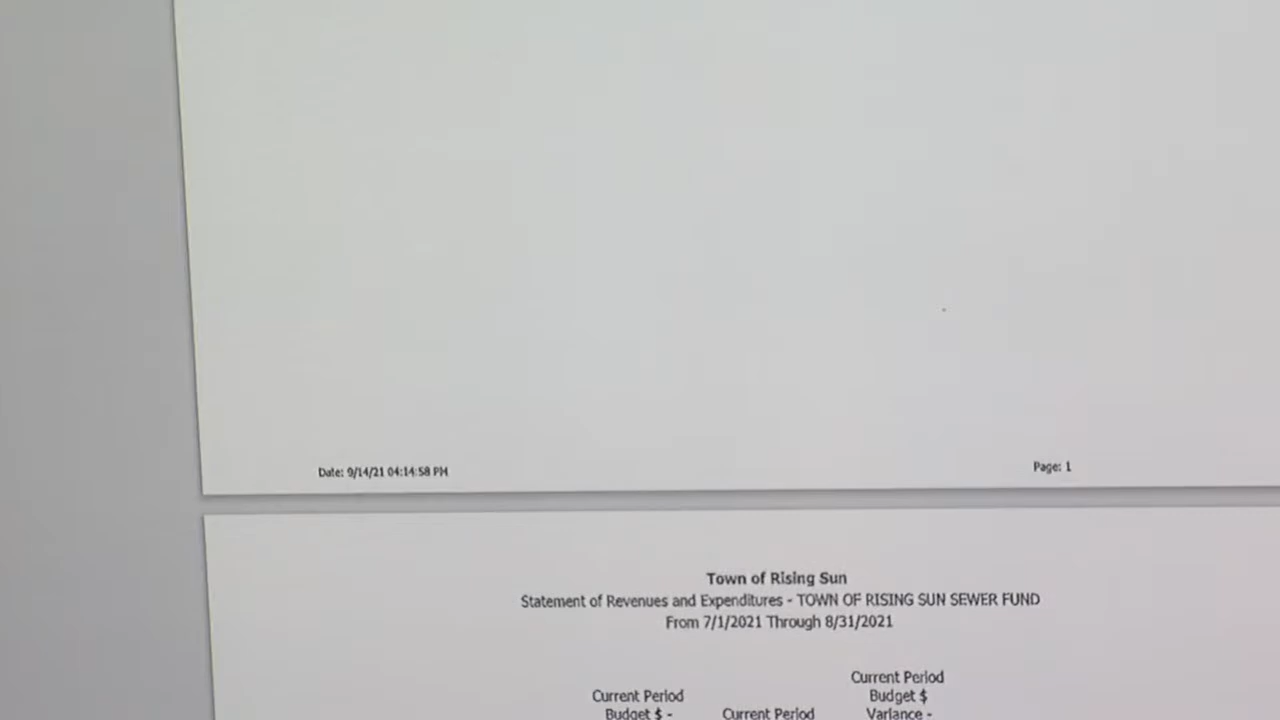 Date: 9/14/21 04:14:58 PM
Page: 1
Town of Rising Sun
Statement of Revenues and Expenditures - TOWN OF RISING SUN SEWER FUND
From 7/1/2021 Through 8/31/2021
Current Period
Current Period
Budget $
Budget $ -
Current Period
Variance -